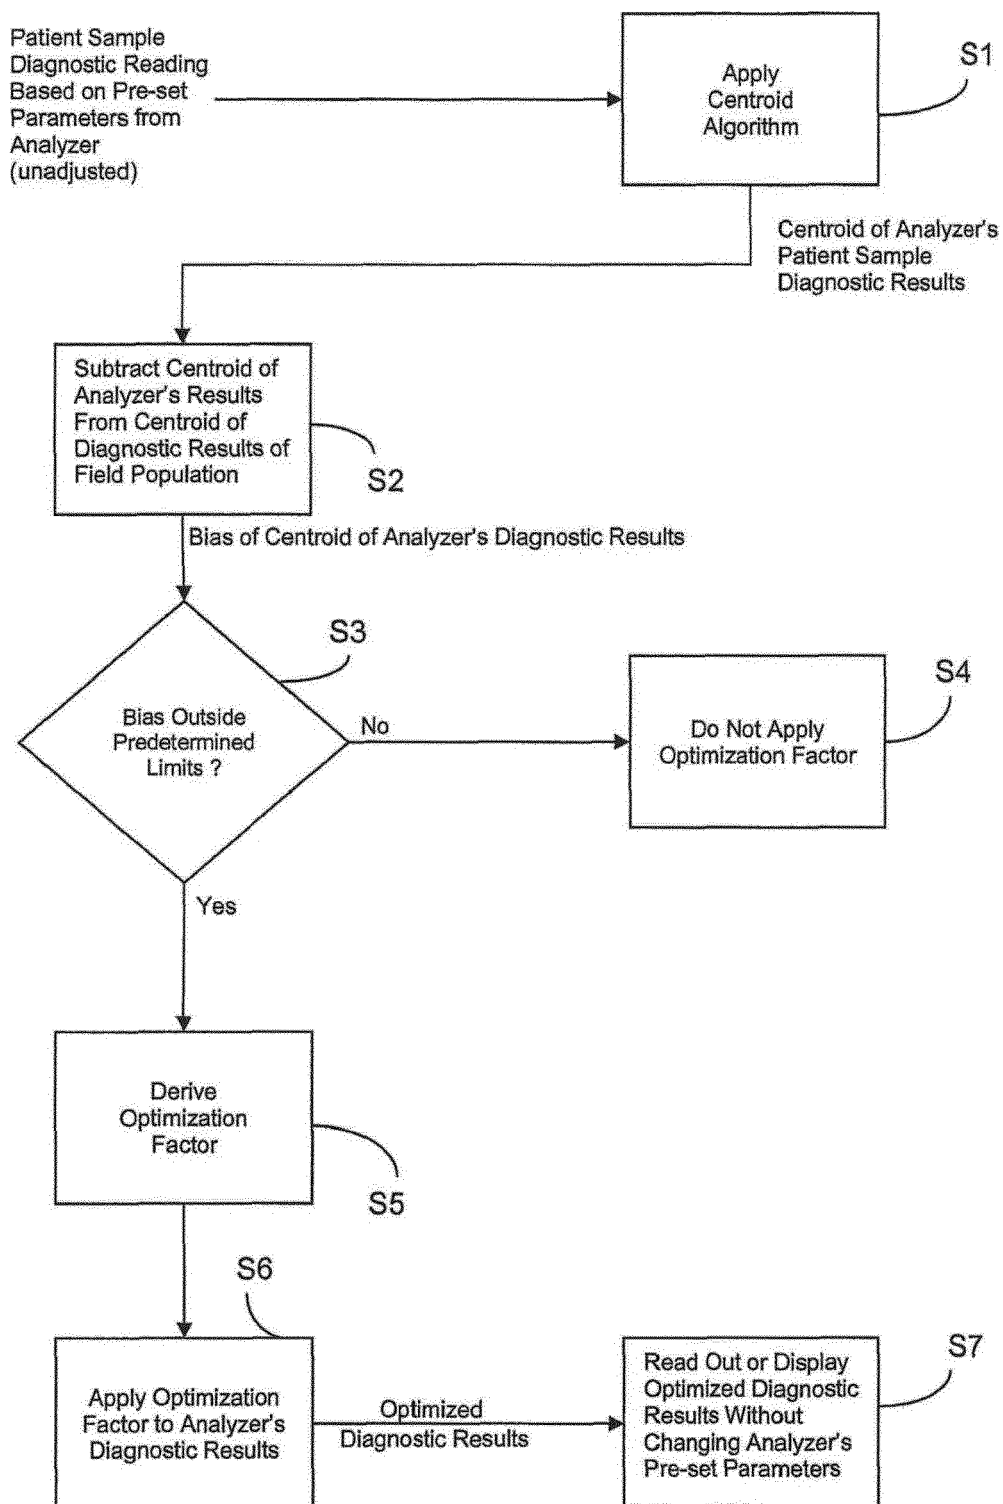 Patient Sample
Diagnostic Reading
Based on Pre-set
Parameters from
Analyzer
(unadjusted)
Apply
Centroid
Algorithm
S1
Centroid of Analyzer's
Patient Sample
Diagnostic Results
Subtract Centroid of
Analyzer's Results
From Centroid of
Diagnostic Results of
Field Population
S2
Bias of Centroid of Analyzer's Diagnostic Results
S3
Bias Outside
Predetermined
Limits ?
No
Do Not Apply
Optimization Factor
S4
Yes
Derive
Optimization
Factor
S5
S6
Apply Optimization
Factor to Analyzer's
Diagnostic Results
Optimized
Diagnostic Results
Read Out or Display
Optimized Diagnostic
Results Without
Changing Analyzer's
Pre-set Parameters
S7